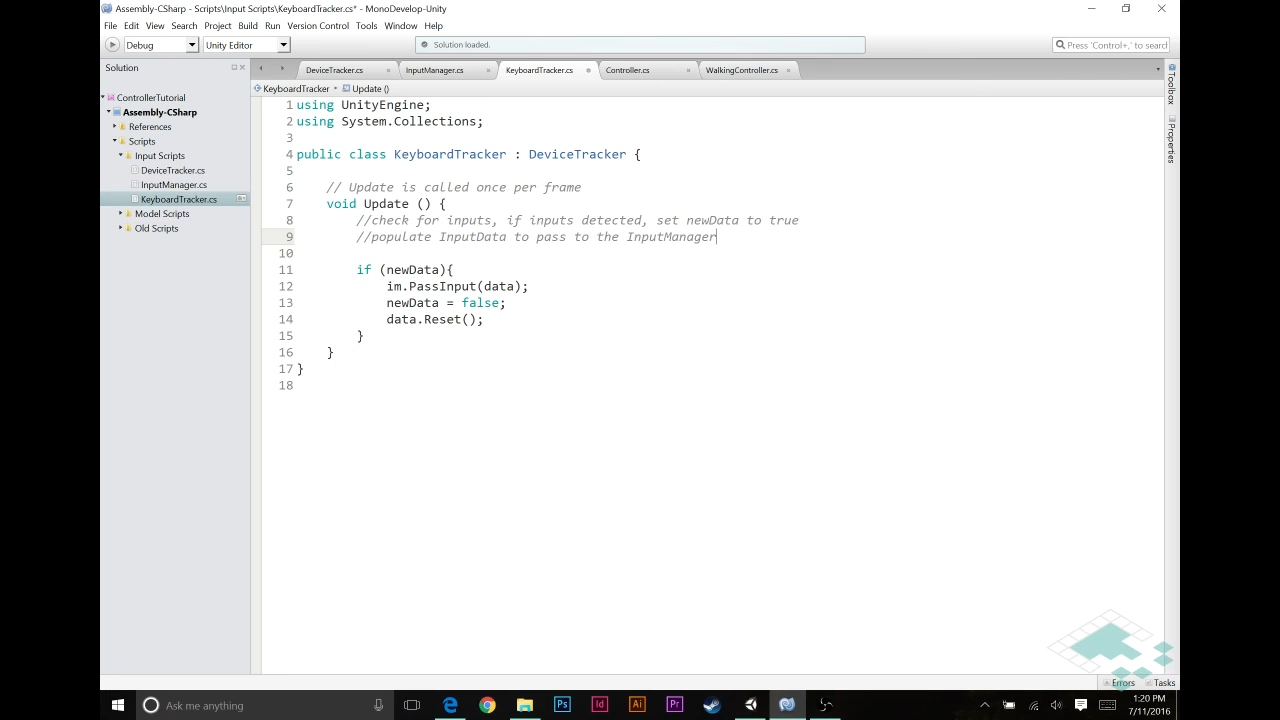 Assembly-CSharp - Scripts\Input Scripts\KeyboardTracker.cs* - MonoDevelop-Unity
File Edit View Search Project Build Run Version Control Tools Window Help
Debug Unity Editor Solution loaded. Press 'Control+,' to search
Solution
DeviceTracker.cs InputManager.cs KeyboardTracker.cs Controller.cs WalkingController.cs
KeyboardTracker Update ()
ControllerTutorial
Assembly-CSharp
References
Scripts
Input Scripts
DeviceTracker.cs
InputManager.cs
KeyboardTracker.cs
Model Scripts
Old Scripts
1 using UnityEngine;
2 using System.Collections;
3
4 public class KeyboardTracker : DeviceTracker {
5
6 // Update is called once per frame
7 void Update () {
8 //check for inputs, if inputs detected, set newData to true
9 //populate InputData to pass to the InputManager
10
11 if (newData){
12 im.PassInput(data);
13 newData = false;
14 data.Reset();
15 }
16 }
17 }
18
Toolbox
Properties
Errors Tasks
Ask me anything
Ps Id Ai Pr
1:20 PM
7/11/2016